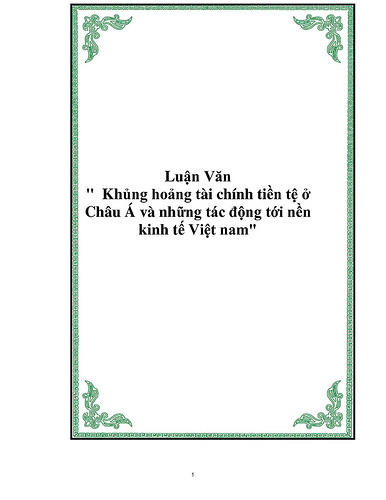 Luận Văn
" Khủng hoảng tài chính tiền tệ ở
Châu Á và những tác động tới nền
kinh tế Việt nam"
1